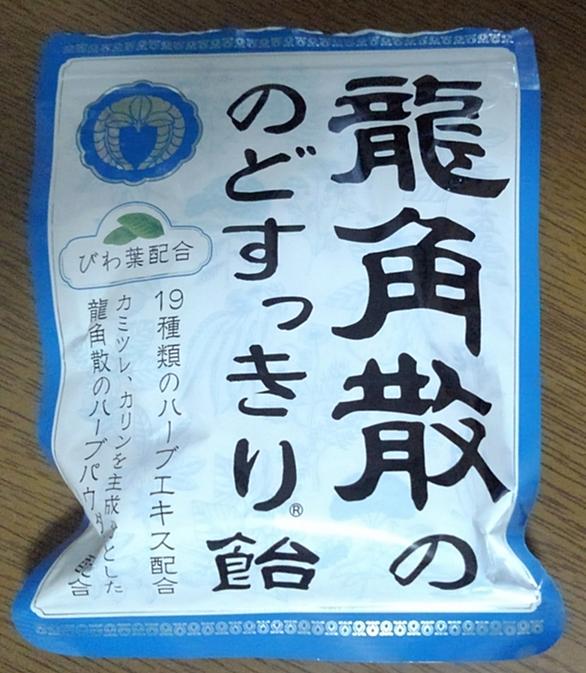 龍角散の
のどすっきり®飴
びわ葉配合
19種類のハーブエキス配合
カミツレ、カリンを主成分とした
龍角散のハーブパウダー配合